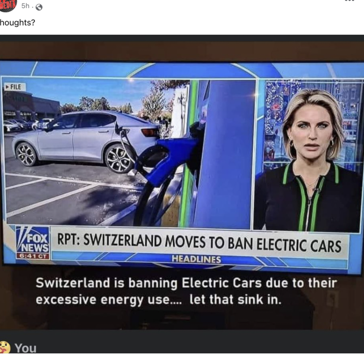 5h
houghts?
FILE
FOX
NEWS
6:41 CT
RPT: SWITZERLAND MOVES TO BAN ELECTRIC CARS
HEADLINES
Switzerland is banning Electric Cars due to their
excessive energy use.... let that sink in.
You